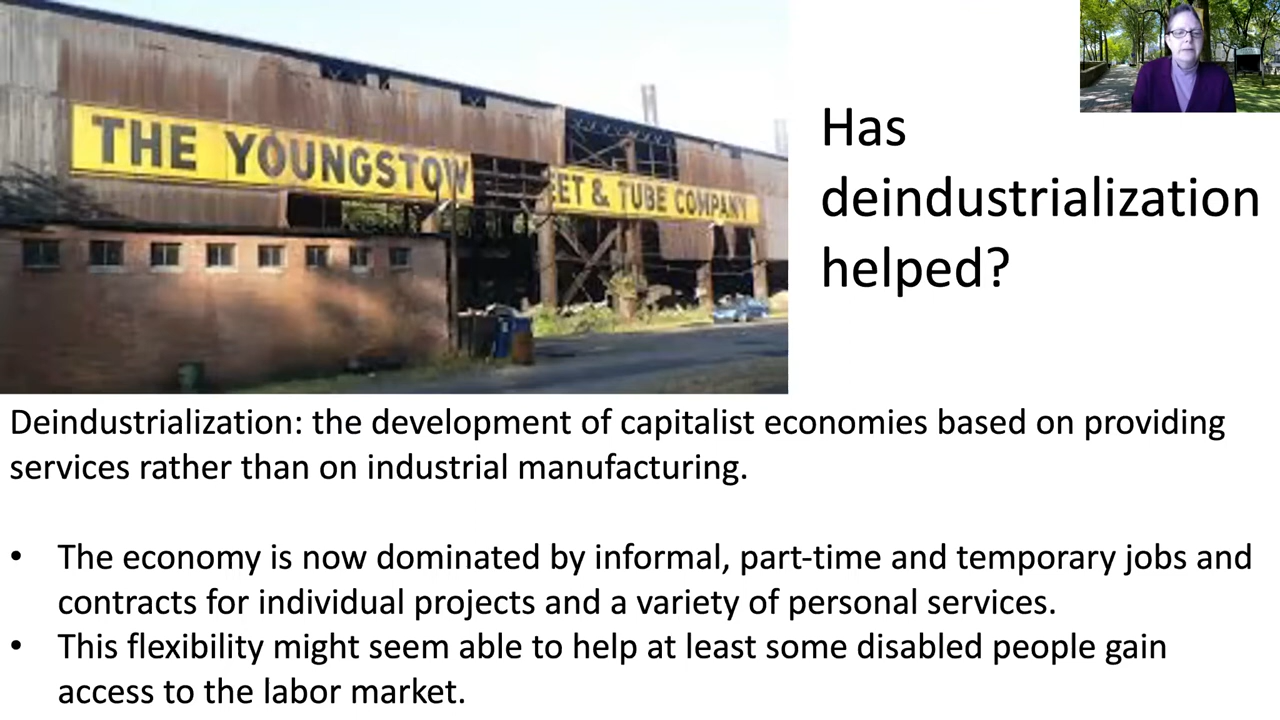 THE YOUNGSTOW
EET & TUBE COMPANY
Has
deindustrialization
helped?
Deindustrialization: the development of capitalist economies based on providing
services rather than on industrial manufacturing.
• The economy is now dominated by informal, part-time and temporary jobs and
contracts for individual projects and a variety of personal services.
• This flexibility might seem able to help at least some disabled people gain
access to the labor market.